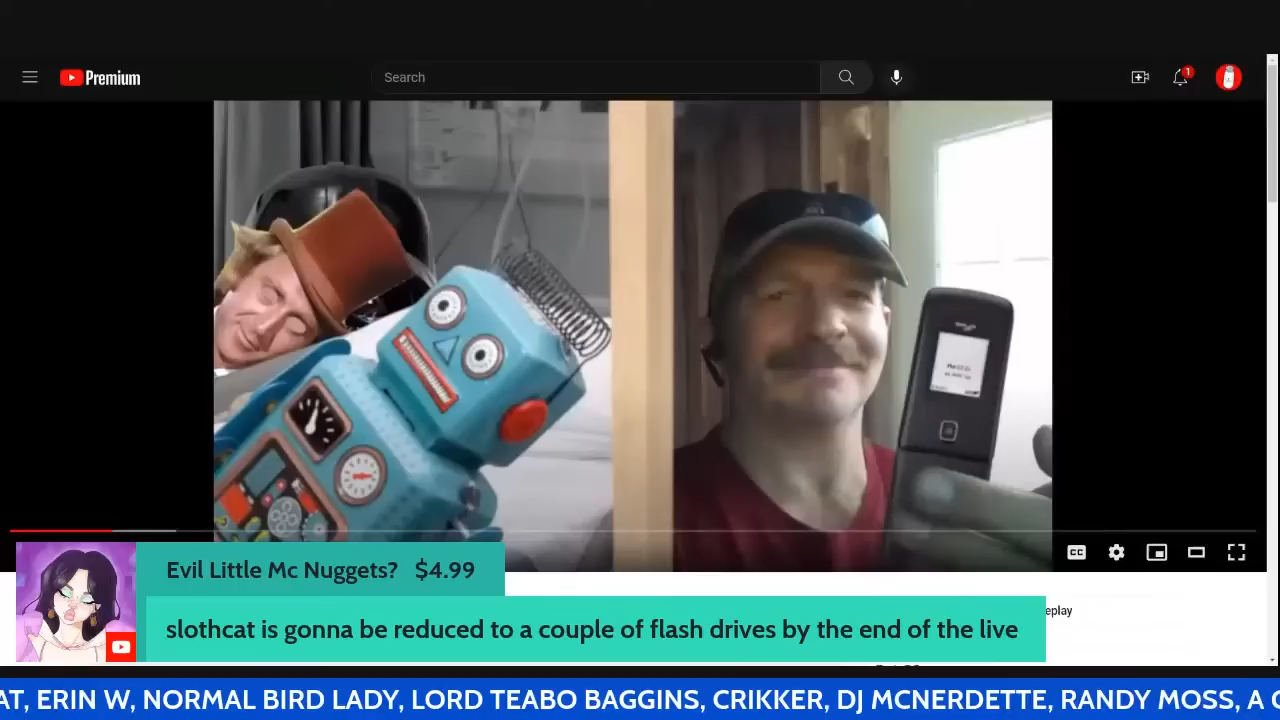 Premium
Search
1
CC
Evil Little Mc Nuggets? $4.99
eplay
slothcat is gonna be reduced to a couple of flash drives by the end of the live
AT, ERIN W, NORMAL BIRD LADY, LORD TEABO BAGGINS, CRIKKER, DJ MCNERDETTE, RANDY MOSS, A